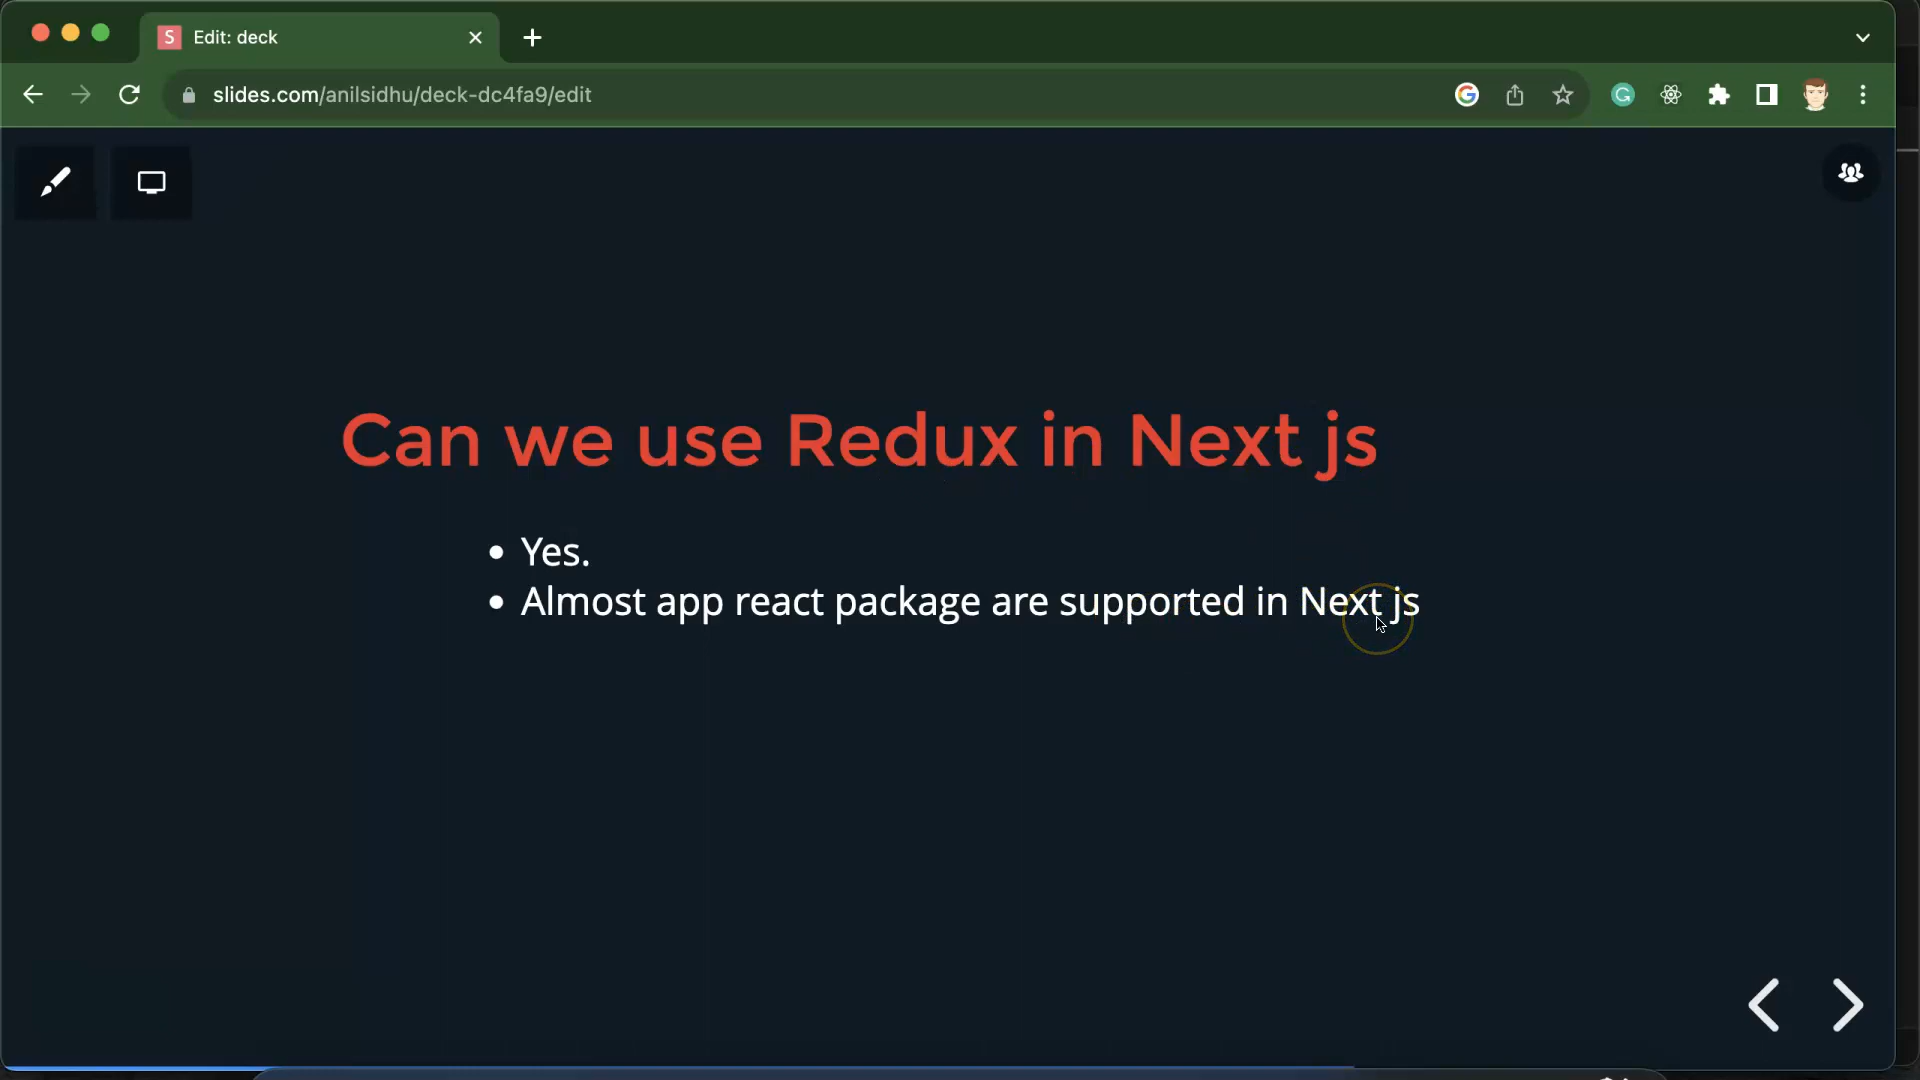 Edit: deck
slides.com/anilsidhu/deck-dc4fa9/edit
Can we use Redux in Next js
• Yes.
• Almost app react package are supported in Next js